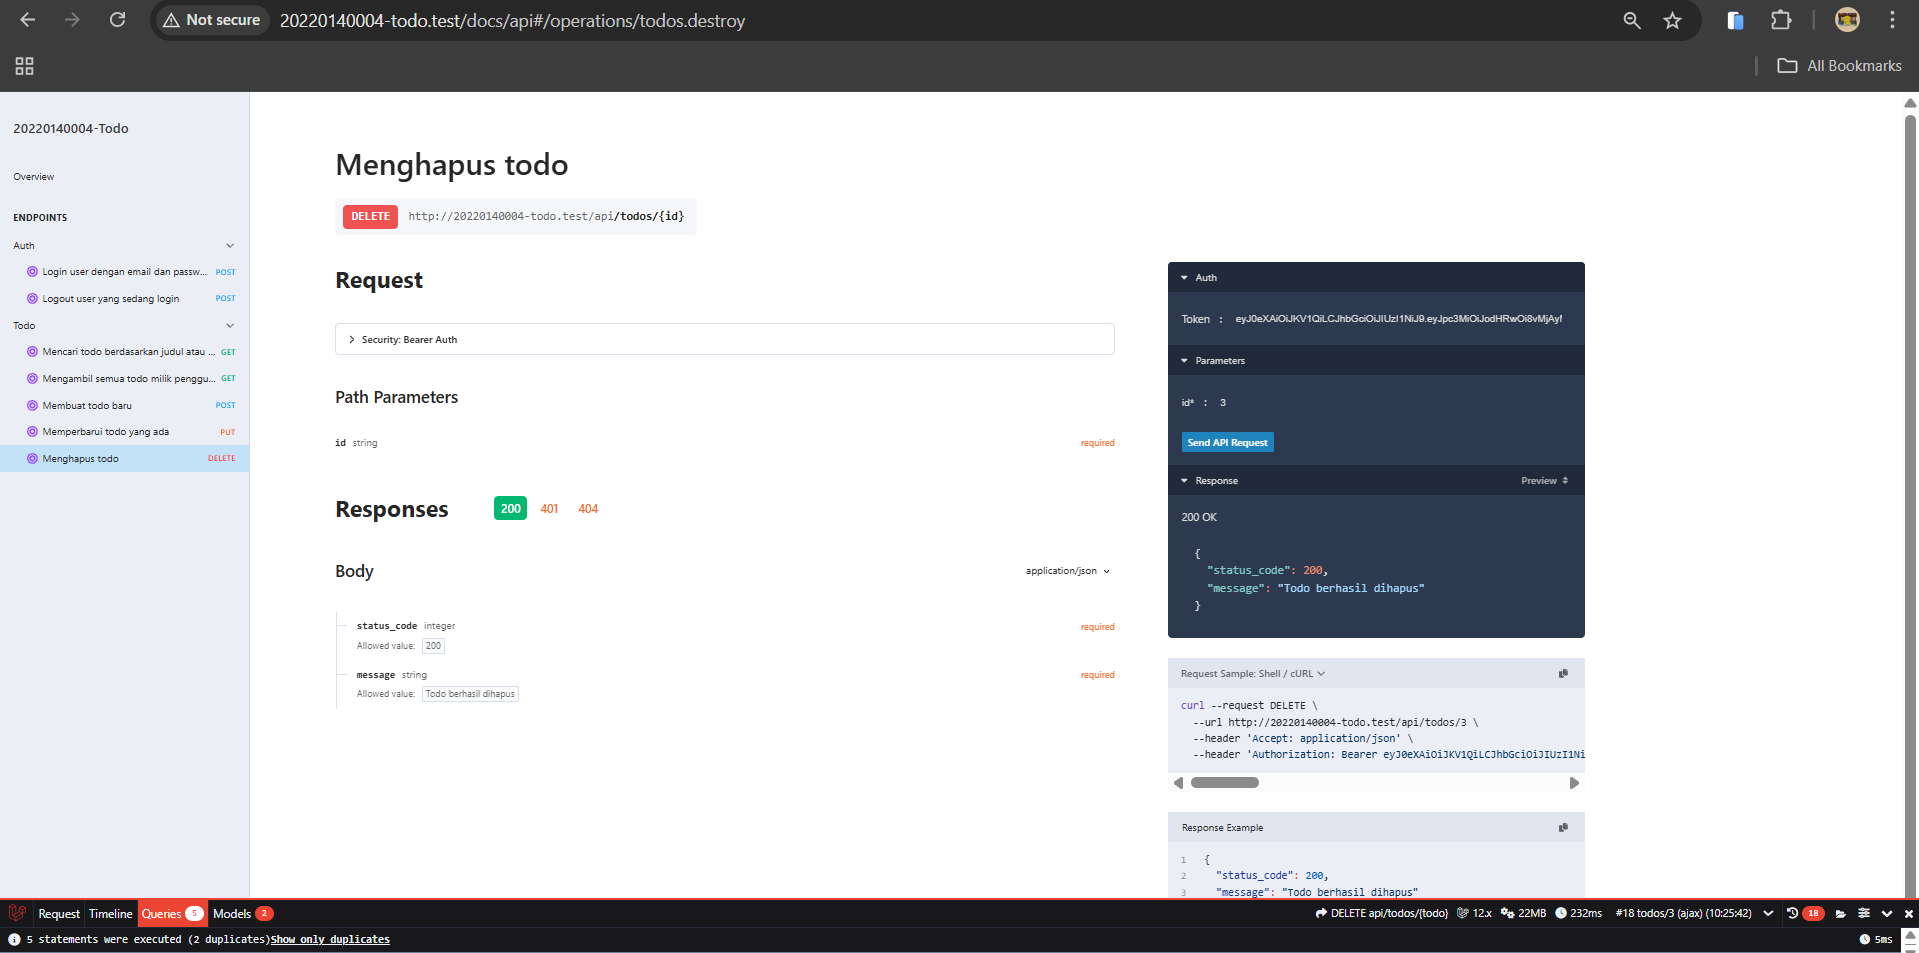 Not secure
20220140004-todo.test/docs/api#/operations/todos.destroy
All Bookmarks
20220140004-Todo
Overview
ENDPOINTS
Auth
Login user dengan email dan passw... POST
Logout user yang sedang login POST
Todo
Mencari todo berdasarkan judul atau ... GET
Mengambil semua todo milik penggu... GET
Membuat todo baru POST
Memperbarui todo yang ada PUT
Menghapus todo DELETE
Menghapus todo
DELETE http://20220140004-todo.test/api/todos/{id}
Request
Security: Bearer Auth
Path Parameters
id string required
Responses 200 401 404
Body application/json
status_code integer required
Allowed value: 200
message string required
Allowed value: Todo berhasil dihapus
Auth
Token : eyJ0eXAiOiJKV1QiLCJhbGciOiJIUzI1NiJ9.eyJpc3MiOiJodHRwOi8vMjAyI
Parameters
id* : 3
Send API Request
Response Preview
200 OK
{
"status_code": 200,
"message": "Todo berhasil dihapus"
}
Request Sample: Shell / cURL
curl --request DELETE \
--url http://20220140004-todo.test/api/todos/3 \
--header 'Accept: application/json' \
--header 'Authorization: Bearer eyJ0eXAiOiJKV1QiLCJhbGciOiJIUzI1Ni
Response Example
1 {
2 "status_code": 200,
3 "message": "Todo berhasil dihapus"
Request Timeline Queries 5 Models 2 DELETE api/todos/{todo} 12.x 22MB 232ms #18 todos/3 (ajax) (10:25:42) 18
5 statements were executed (2 duplicates)Show only duplicates 5ms